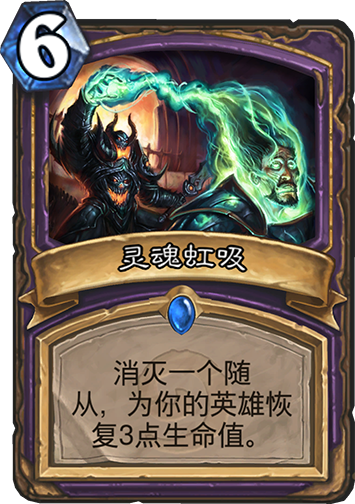 6
灵魂虹吸
消灭一个随
从，为你的英雄恢
复3点生命值。